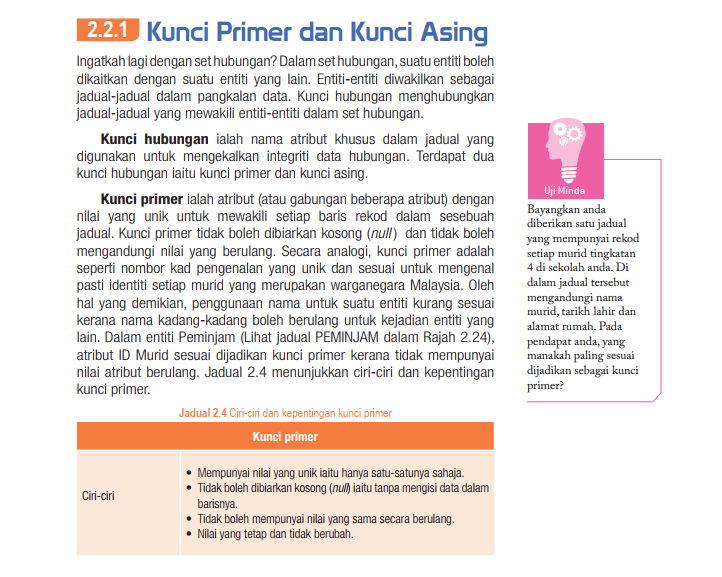 2.2.1 Kunci Primer dan Kunci Asing
Ingatkah lagi dengan set hubungan? Dalam set hubungan, suatu entiti boleh
dikaitkan dengan suatu entiti yang lain. Entiti-entiti diwakilkan sebagai
jadual-jadual dalam pangkalan data. Kunci hubungan menghubungkan
jadual-jadual yang mewakili entiti-entiti dalam set hubungan.
Kunci hubungan ialah nama atribut khusus dalam jadual yang
digunakan untuk mengekalkan integriti data hubungan. Terdapat dua
kunci hubungan iaitu kunci primer dan kunci asing.
Kunci primer ialah atribut (atau gabungan beberapa atribut) dengan
nilai yang unik untuk mewakili setiap baris rekod dalam sesebuah
jadual. Kunci primer tidak boleh dibiarkan kosong (null) dan tidak boleh
mengandungi nilai yang berulang. Secara analogi, kunci primer adalah
seperti nombor kad pengenalan yang unik dan sesuai untuk mengenal
pasti identiti setiap murid yang merupakan warganegara Malaysia. Oleh
hal yang demikian, penggunaan nama untuk suatu entiti kurang sesuai
kerana nama kadang-kadang boleh berulang untuk kejadian entiti yang
lain. Dalam entiti Peminjam (Lihat jadual PEMINJAM dalam Rajah 2.24),
atribut ID Murid sesuai dijadikan kunci primer kerana tidak mempunyai
nilai atribut berulang. Jadual 2.4 menunjukkan ciri-ciri dan kepentingan
kunci primer.
Jadual 2.4 Ciri-ciri dan kepentingan kunci primer
Kunci primer
Ciri-ciri
• Mempunyai nilai yang unik iaitu hanya satu-satunya sahaja.
• Tidak boleh dibiarkan kosong (null) iaitu tanpa mengisi data dalam
barisnya.
• Tidak boleh mempunyai nilai yang sama secara berulang.
• Nilai yang tetap dan tidak berubah.
Uji Minda
Bayangkan anda
diberikan satu jadual
yang mempunyai rekod
setiap murid tingkatan
4 di sekolah anda. Di
dalam jadual tersebut
mengandungi nama
murid, tarikh lahir dan
alamat rumah. Pada
pendapat anda, yang
manakah paling sesuai
dijadikan sebagai kunci
primer?